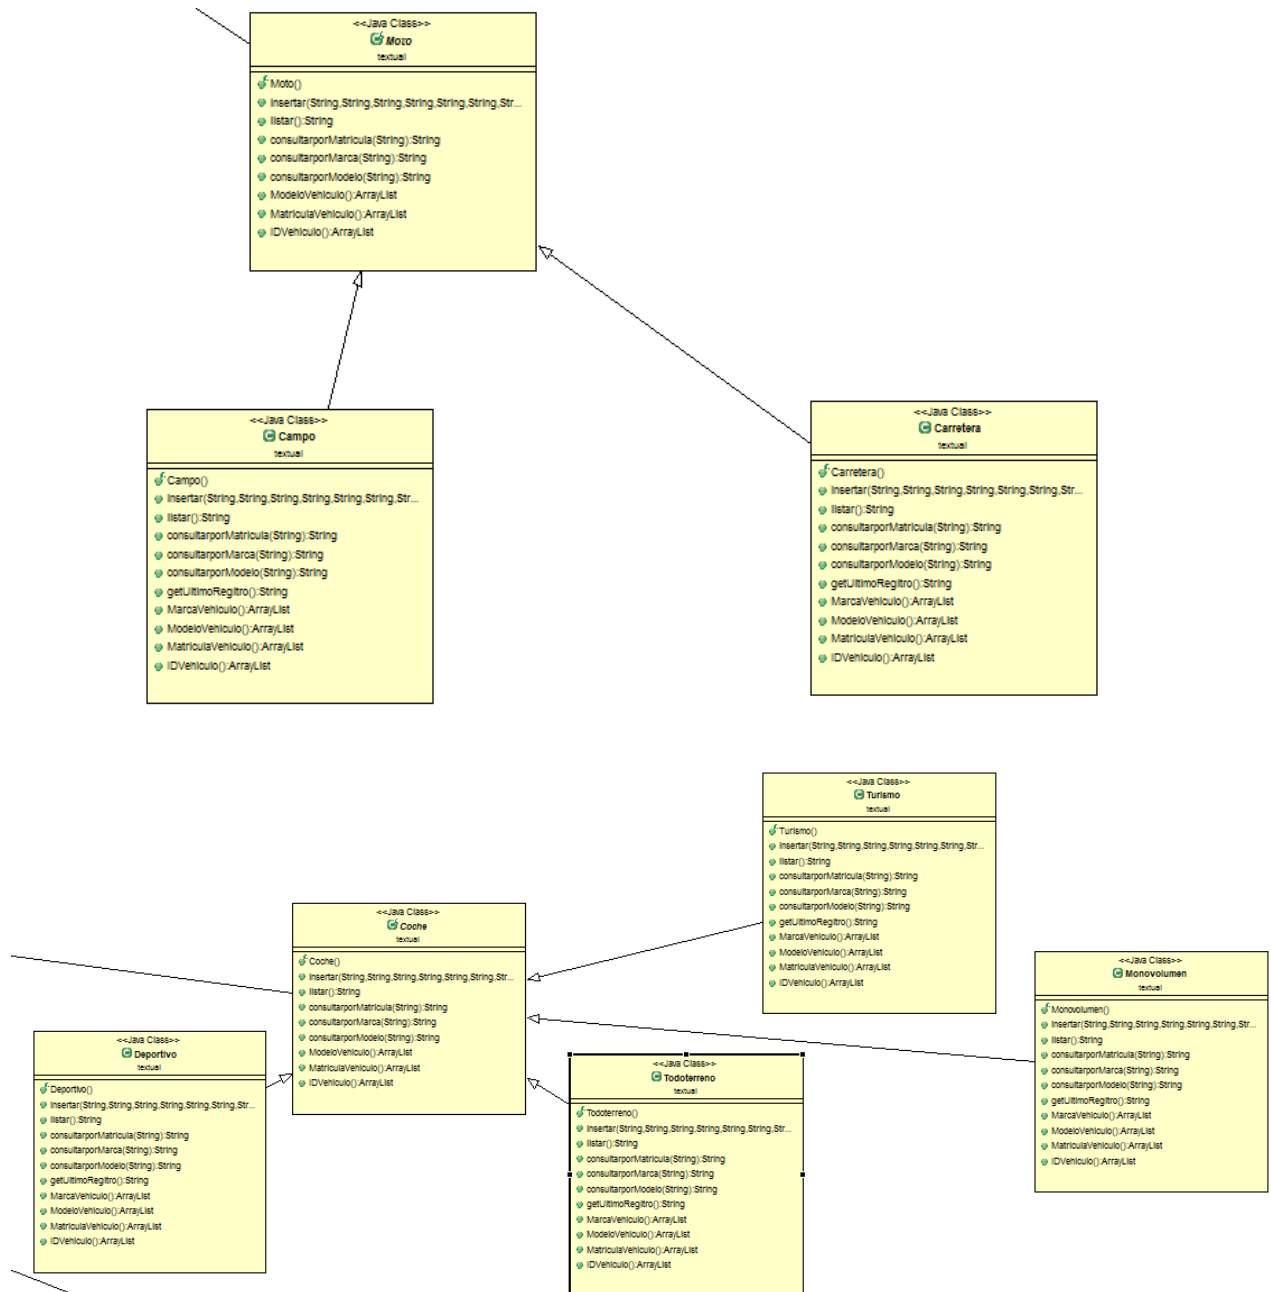 <<Java Class>>
Moto
textual
Moto()
Insertar(String,String,String,String,String,String,Str...
listar():String
consultarporMatricula(String):String
consultarporMarca(String):String
consultarporModelo(String):String
ModeloVehiculo():ArrayList
MatriculaVehiculo():ArrayList
IDVehiculo():ArrayList
<<Java Class>>
Campo
textual
Campo()
Insertar(String,String,String,String,String,String,Str...
listar():String
consultarporMatricula(String):String
consultarporMarca(String):String
consultarporModelo(String):String
getUltimoRegitro():String
MarcaVehiculo():ArrayList
ModeloVehiculo():ArrayList
MatriculaVehiculo():ArrayList
IDVehiculo():ArrayList
<<Java Class>>
Carretera
textual
Carretera()
Insertar(String,String,String,String,String,String,Str...
listar():String
consultarporMatricula(String):String
consultarporMarca(String):String
consultarporModelo(String):String
getUltimoRegitro():String
MarcaVehiculo():ArrayList
ModeloVehiculo():ArrayList
MatriculaVehiculo():ArrayList
IDVehiculo():ArrayList
<<Java Class>>
Turismo
textual
Turismo()
Insertar(String,String,String,String,String,String,Str...
listar():String
consultarporMatricula(String):String
consultarporMarca(String):String
consultarporModelo(String):String
getUltimoRegitro():String
MarcaVehiculo():ArrayList
ModeloVehiculo():ArrayList
MatriculaVehiculo():ArrayList
IDVehiculo():ArrayList
<<Java Class>>
Coche
textual
Coche()
Insertar(String,String,String,String,String,String,Str...
listar():String
consultarporMatricula(String):String
consultarporMarca(String):String
consultarporModelo(String):String
ModeloVehiculo():ArrayList
MatriculaVehiculo():ArrayList
IDVehiculo():ArrayList
<<Java Class>>
Monovolumen
textual
Monovolumen()
Insertar(String,String,String,String,String,String,Str...
listar():String
consultarporMatricula(String):String
consultarporMarca(String):String
consultarporModelo(String):String
getUltimoRegitro():String
MarcaVehiculo():ArrayList
ModeloVehiculo():ArrayList
MatriculaVehiculo():ArrayList
IDVehiculo():ArrayList
<<Java Class>>
Deportivo
textual
Deportivo()
Insertar(String,String,String,String,String,String,Str...
listar():String
consultarporMatricula(String):String
consultarporMarca(String):String
consultarporModelo(String):String
getUltimoRegitro():String
MarcaVehiculo():ArrayList
ModeloVehiculo():ArrayList
MatriculaVehiculo():ArrayList
IDVehiculo():ArrayList
<<Java Class>>
Todoterreno
textual
Todoterreno()
Insertar(String,String,String,String,String,String,Str...
listar():String
consultarporMatricula(String):String
consultarporMarca(String):String
consultarporModelo(String):String
getUltimoRegitro():String
MarcaVehiculo():ArrayList
ModeloVehiculo():ArrayList
MatriculaVehiculo():ArrayList
IDVehiculo():ArrayList